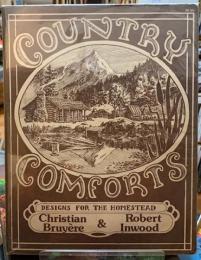 COUNTRY
COMFORTS
DESIGNS FOR THE HOMESTEAD
Christian Bruyère & Robert Inwood